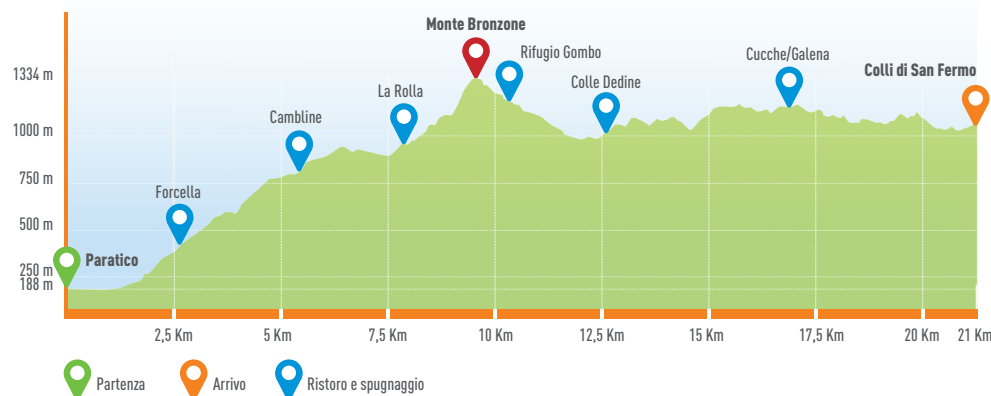 Monte Bronzone
Rifugio Gombo
Cucche/Galena
Colle Dedine
Colli di San Fermo
La Rolla
Cambline
Forcella
Paratico
1334 m
1000 m
750 m
500 m
250 m
188 m
2,5 Km
5 Km
7,5 Km
10 Km
12,5 Km
15 Km
17,5 Km
20 Km
21 Km
Partenza
Arrivo
Ristoro e spugnaggio